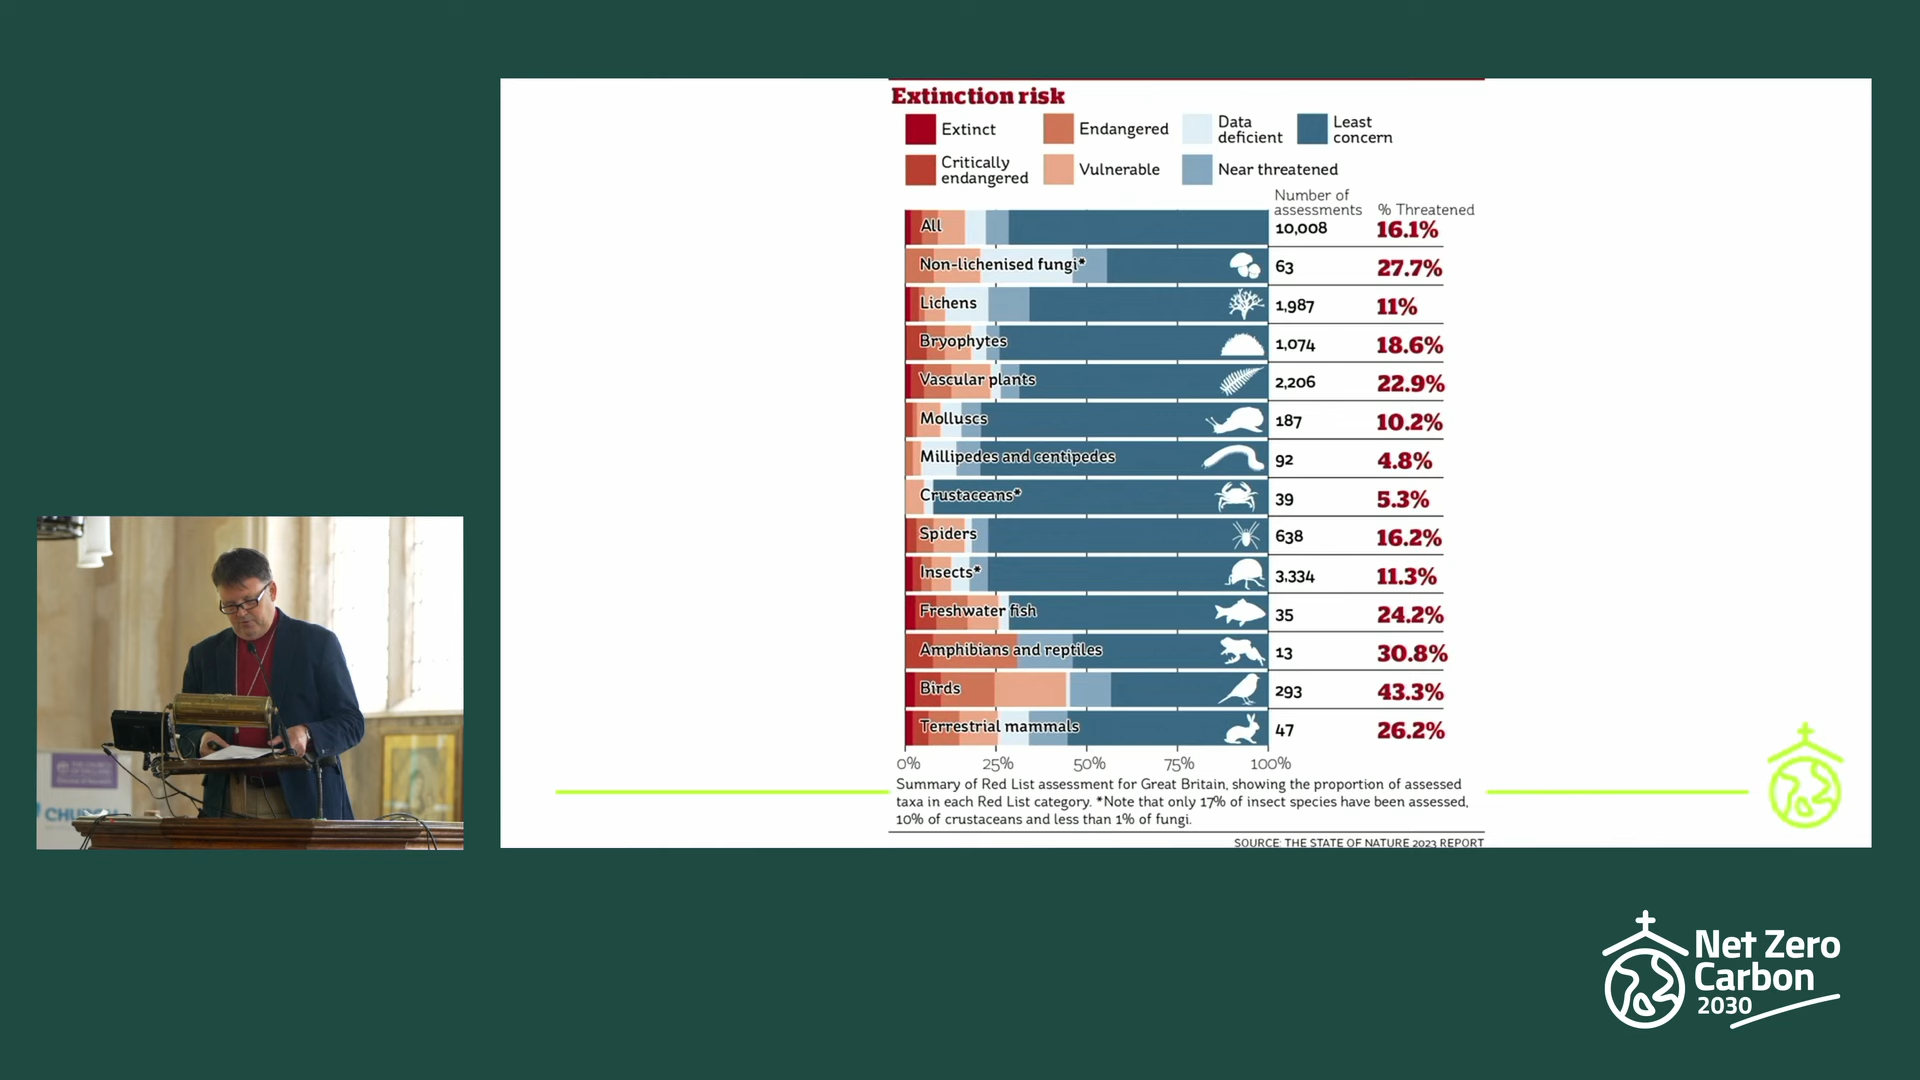 Extinction risk
Extinct
Endangered
Data
deficient
Least
concern
Critically
endangered
Vulnerable
Near threatened
Number of
assessments
% Threatened
All 10,008 16.1%
Non-lichenised fungi* 63 27.7%
Lichens 1,987 11%
Bryophytes 1,074 18.6%
Vascular plants 2,206 22.9%
Molluscs 187 10.2%
Millipedes and centipedes 92 4.8%
Crustaceans* 39 5.3%
Spiders 638 16.2%
Insects* 3,334 11.3%
Freshwater fish 35 24.2%
Amphibians and reptiles 13 30.8%
Birds 293 43.3%
Terrestrial mammals 47 26.2%
0% 25% 50% 75% 100%
Summary of Red List assessment for Great Britain, showing the proportion of assessed
taxa in each Red List category. *Note that only 17% of insect species have been assessed,
10% of crustaceans and less than 1% of fungi.
SOURCE: THE STATE OF NATURE 2023 REPORT
Net Zero
Carbon
2030